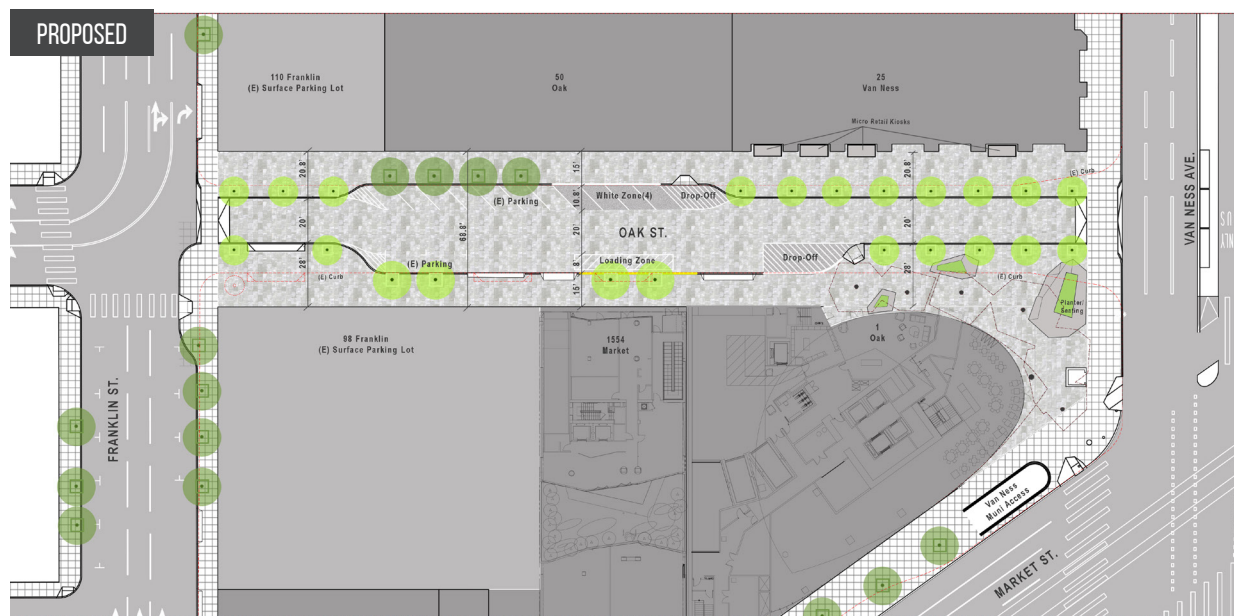 PROPOSED
110 Franklin
(E) Surface Parking Lot
50
Oak
25
Van Ness
Micro Retail Kiosks
20.8'
15'
20.8'
(E) Curb
(E) Parking
10.8'
White Zone(4)
Drop-Off
20'
68.8'
20'
OAK ST.
20'
VAN NESS AVE.
28'
(E) Curb
(E) Parking
8'
Loading Zone
Drop-Off
28'
(E) Curb
15'
Planter/
Seating
98 Franklin
(E) Surface Parking Lot
1554
Market
1
Oak
FRANKLIN ST.
Van Ness
Muni Access
MARKET ST.